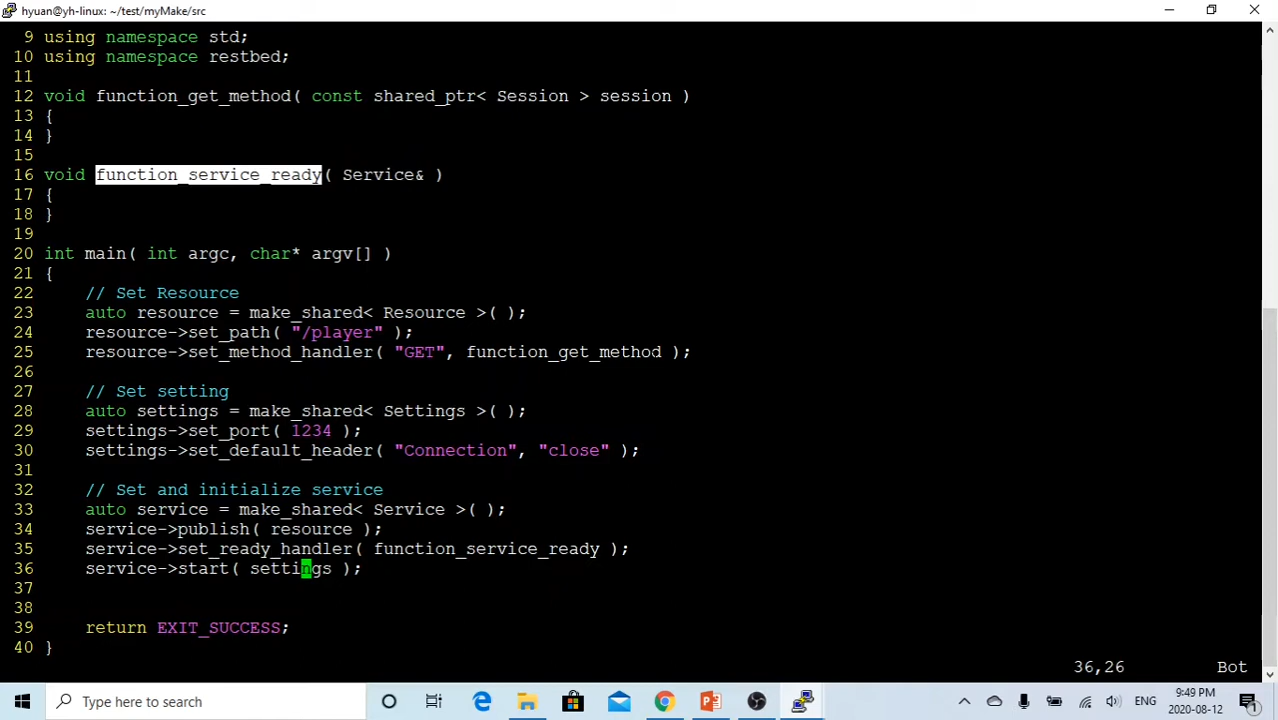 hyuan@yh-linux: ~/test/myMake/src
9 using namespace std;
10 using namespace restbed;
11
12 void function_get_method( const shared_ptr< Session > session )
13 {
14 }
15
16 void function_service_ready( Service& )
17 {
18 }
19
20 int main( int argc, char* argv[] )
21 {
22     // Set Resource
23     auto resource = make_shared< Resource >( );
24     resource->set_path( "/player" );
25     resource->set_method_handler( "GET", function_get_method );
26
27     // Set setting
28     auto settings = make_shared< Settings >( );
29     settings->set_port( 1234 );
30     settings->set_default_header( "Connection", "close" );
31
32     // Set and initialize service
33     auto service = make_shared< Service >( );
34     service->publish( resource );
35     service->set_ready_handler( function_service_ready );
36     service->start( settings );
37
38
39     return EXIT_SUCCESS;
40 }
36,26 Bot
Type here to search
ENG
9:49 PM
2020-08-12
1